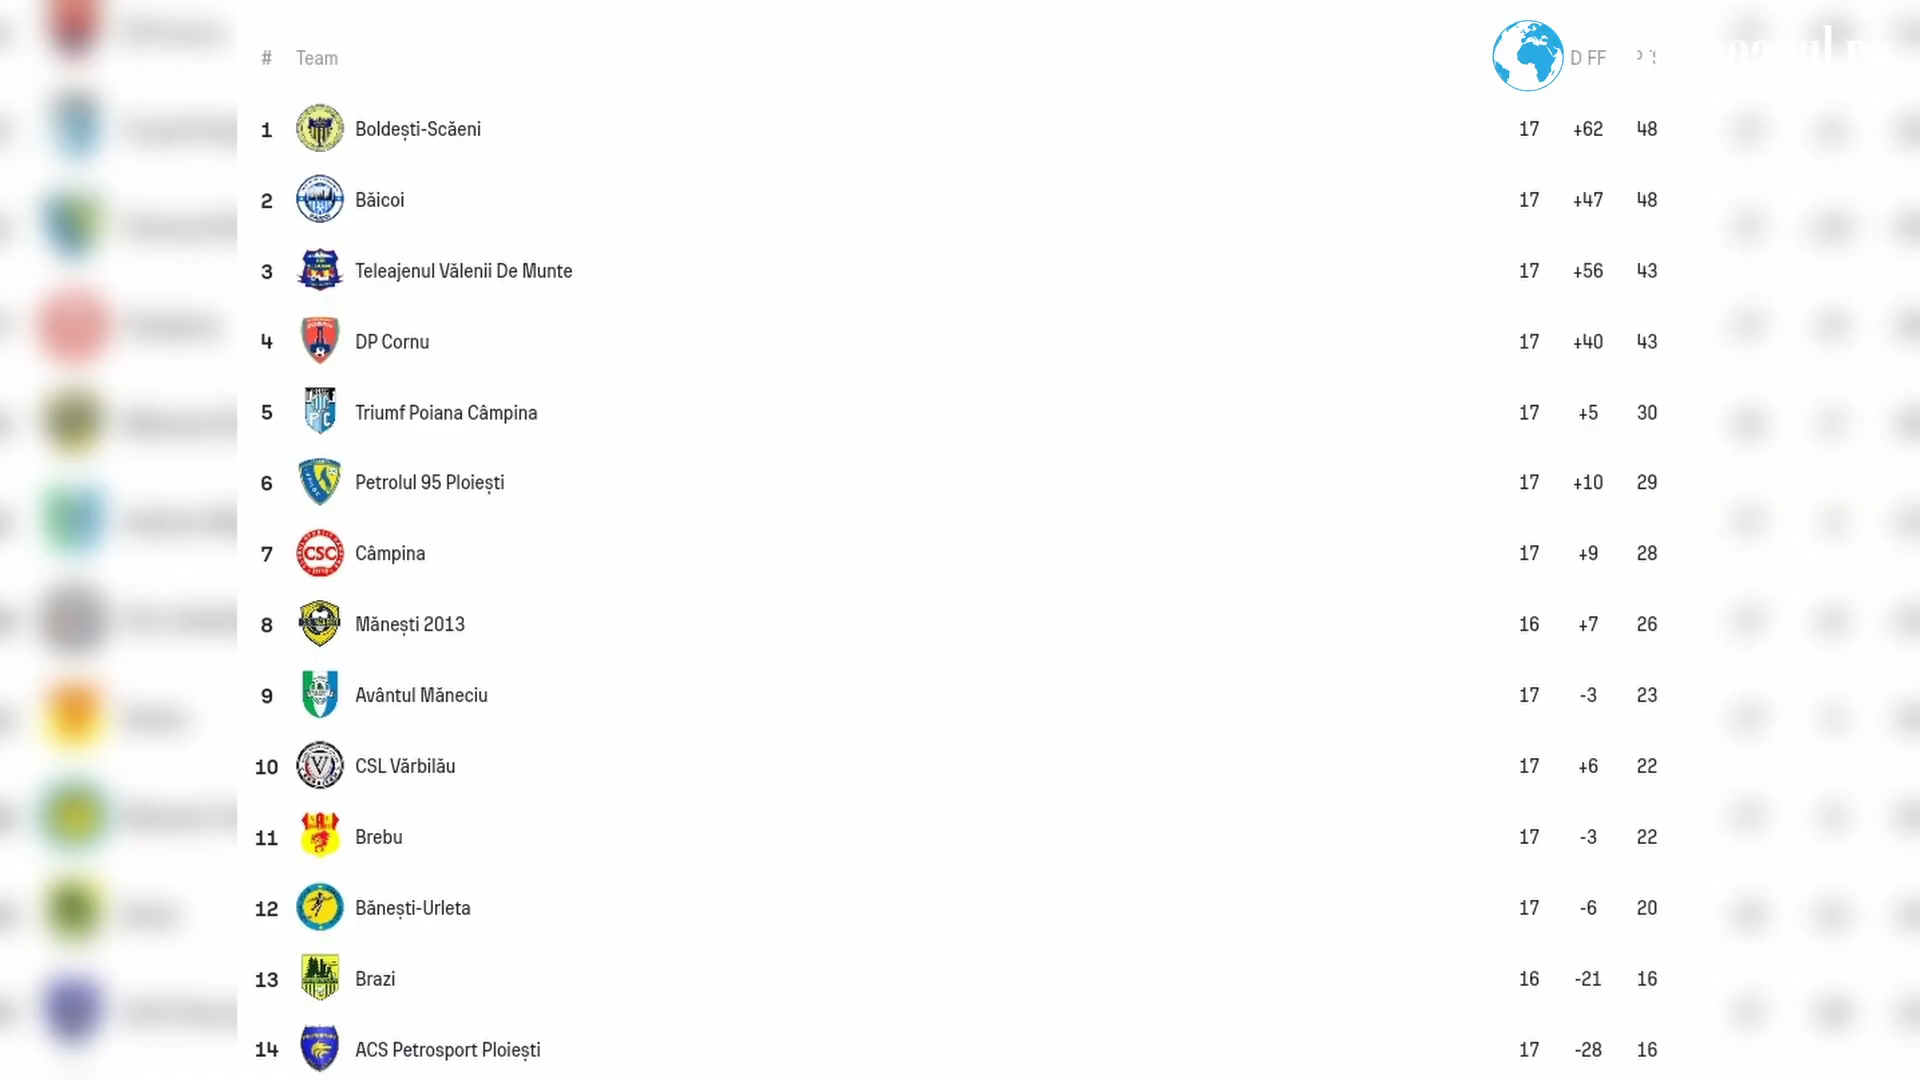 # Team D FF
1 Boldești-Scăeni 17 +62 48
2 Băicoi 17 +47 48
3 Teleajenul Vălenii De Munte 17 +56 43
4 DP Cornu 17 +40 43
5 Triumf Poiana Câmpina 17 +5 30
6 Petrolul 95 Ploiești 17 +10 29
7 CSC Câmpina 17 +9 28
8 Mănești 2013 16 +7 26
9 Avântul Măneciu 17 -3 23
10 CSL Vărbilău 17 +6 22
11 Brebu 17 -3 22
12 Bănești-Urleta 17 -6 20
13 Brazi 16 -21 16
14 ACS Petrosport Ploiești 17 -28 16